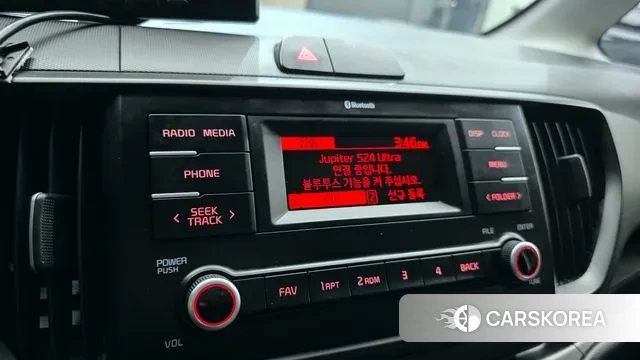 Bluetooth
RADIO MEDIA
PHONE
< SEEK TRACK >
3:46
Jupiter S24 Ultra
연결 중입니다.
블루투스 기능을 켜 주십시오.
2 신규 등록
DISP CLOCK
MENU
< FOLDER >
POWER
PUSH
VOL
FAV
1 RPT
2 RDM
3
4
BACK
FILE
ENTER
TUNE
CARSKOREA